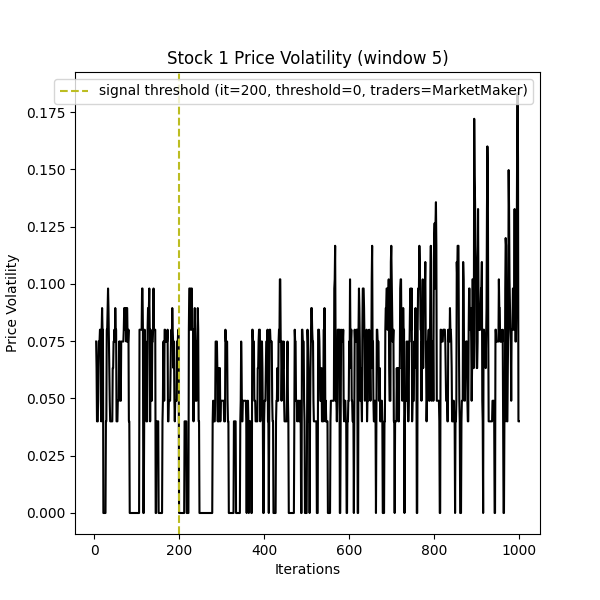 Stock 1 Price Volatility (window 5)
signal threshold (it=200, threshold=0, traders=MarketMaker)
0.175
0.150
0.125
0.100
0.075
0.050
0.025
0.000
Price Volatility
0 200 400 600 800 1000
Iterations